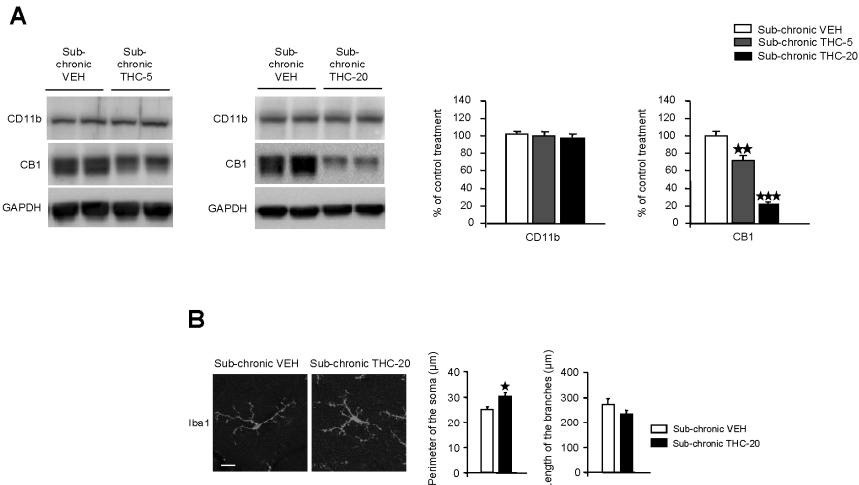 A
Sub-
chronic
VEH
Sub-
chronic
THC-5
CD11b
CB1
GAPDH
Sub-
chronic
VEH
Sub-
chronic
THC-20
CD11b
CB1
GAPDH
Sub-chronic VEH
Sub-chronic THC-5
Sub-chronic THC-20
% of control treatment
140
120
100
80
60
40
20
0
CD11b
% of control treatment
140
120
100
80
60
40
20
0
★★
★★★
CB1
B
Sub-chronic VEH
Sub-chronic THC-20
Iba1
Perimeter of the soma (μm)
40
30
20
10
0
★
ength of the branches (μm)
400
300
200
100
0
Sub-chronic VEH
Sub-chronic THC-20